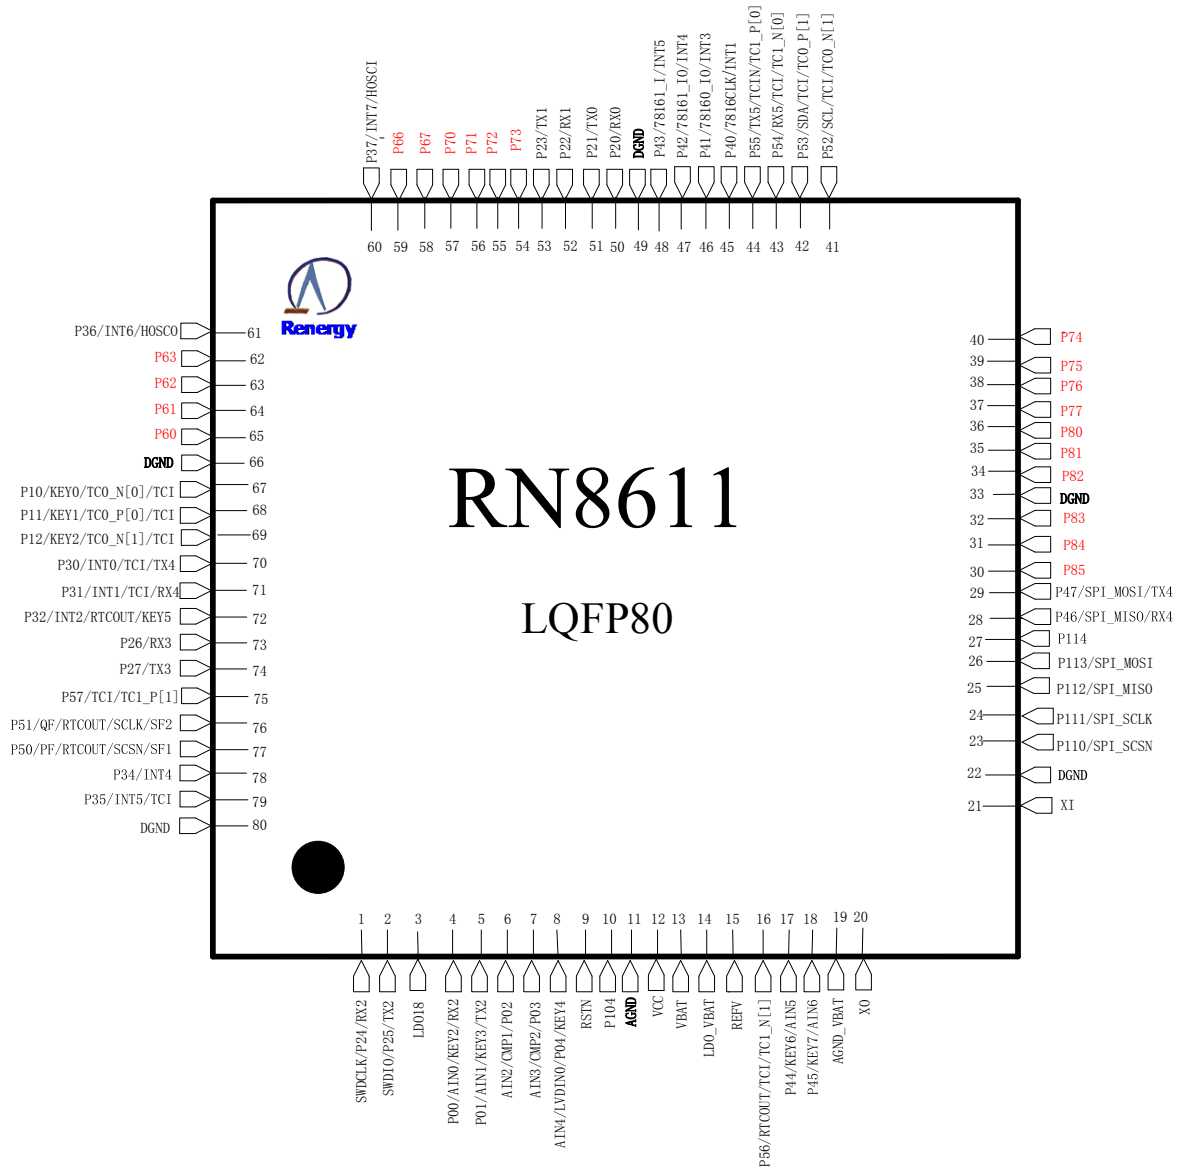 P37/INT7/HOSCI
P66
P67
P70
P71
P72
P73
P23/TX1
P22/RX1
P21/TX0
P20/RX0
DGND
P43/78161_I/INT5
P42/78161_IO/INT4
P41/78160_IO/INT3
P40/7816CLK/INT1
P55/TX5/TCIN/TC1_P[0]
P54/RX5/TCI/TC1_N[0]
P53/SDA/TCI/TC0_P[1]
P52/SCL/TCI/TC0_N[1]
60 59 58 57 56 55 54 53 52 51 50 49 48 47 46 45 44 43 42 41
Renergy
P36/INT6/HOSCO 61
P63 62
P62 63
P61 64
P60 65
DGND 66
P10/KEY0/TC0_N[0]/TCI 67
P11/KEY1/TC0_P[0]/TCI 68
P12/KEY2/TC0_N[1]/TCI 69
P30/INT0/TCI/TX4 70
P31/INT1/TCI/RX4 71
P32/INT2/RTCOUT/KEY5 72
P26/RX3 73
P27/TX3 74
P57/TCI/TC1_P[1] 75
P51/QF/RTCOUT/SCLK/SF2 76
P50/PF/RTCOUT/SCSN/SF1 77
P34/INT4 78
P35/INT5/TCI 79
DGND 80
RN8611
LQFP80
40 P74
39 P75
38 P76
37 P77
36 P80
35 P81
34 P82
33 DGND
32 P83
31 P84
30 P85
29 P47/SPI_MOSI/TX4
28 P46/SPI_MISO/RX4
27 P114
26 P113/SPI_MOSI
25 P112/SPI_MISO
24 P111/SPI_SCLK
23 P110/SPI_SCSN
22 DGND
21 XI
1 2 3 4 5 6 7 8 9 10 11 12 13 14 15 16 17 18 19 20
SWDCLK/P24/RX2
SWDIO/P25/TX2
LDO18
P00/AIN0/KEY2/RX2
P01/AIN1/KEY3/TX2
AIN2/CMP1/P02
AIN3/CMP2/P03
AIN4/LVDIN0/P04/KEY4
RSTN
P104
AGND
VCC
VBAT
LDO_VBAT
REFV
P56/RTCOUT/TCI/TC1_N[1]
P44/KEY6/AIN5
P45/KEY7/AIN6
AGND_VBAT
XO